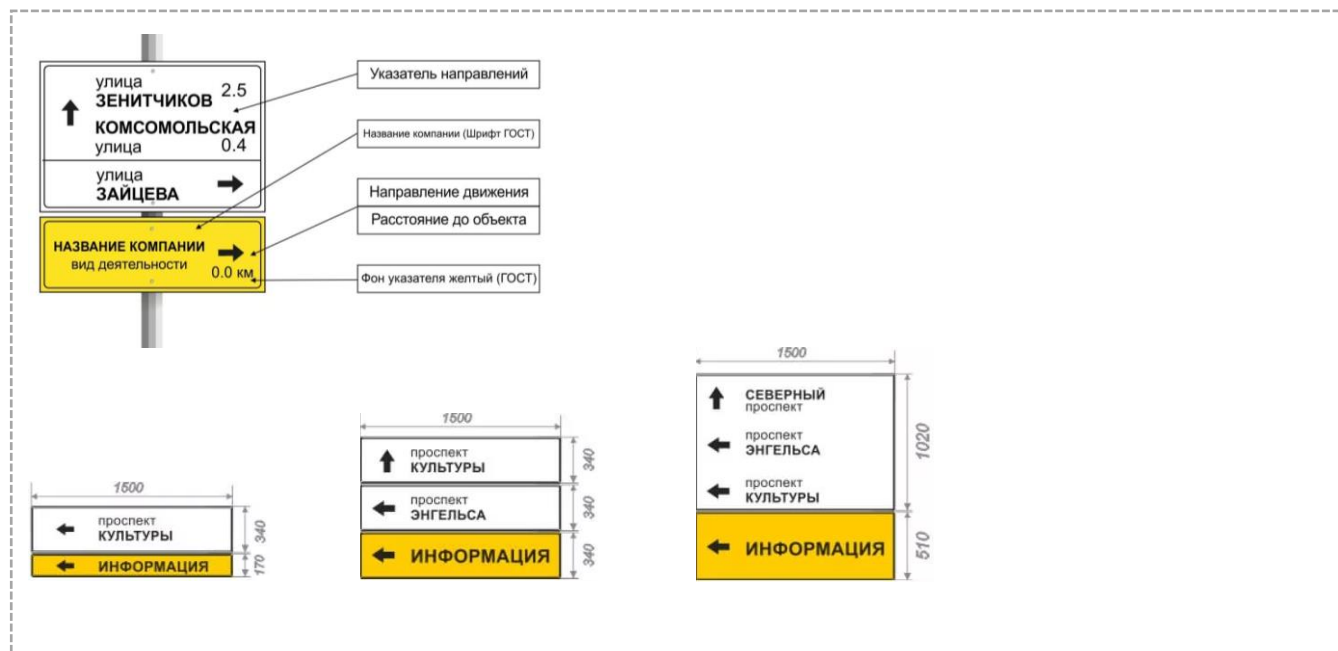 улица
ЗЕНИТЧИКОВ 2.5
КОМСОМОЛЬСКАЯ
улица 0.4
улица
ЗАЙЦЕВА
НАЗВАНИЕ КОМПАНИИ
вид деятельности
0.0 км
Указатель направлений
Название компании (Шрифт ГОСТ)
Направление движения
Расстояние до объекта
Фон указателя желтый (ГОСТ)
1500
проспект
КУЛЬТУРЫ
340
ИНФОРМАЦИЯ
170
1500
проспект
КУЛЬТУРЫ
340
проспект
ЭНГЕЛЬСА
340
ИНФОРМАЦИЯ
340
1500
СЕВЕРНЫЙ
проспект
проспект
ЭНГЕЛЬСА
проспект
КУЛЬТУРЫ
1020
ИНФОРМАЦИЯ
510